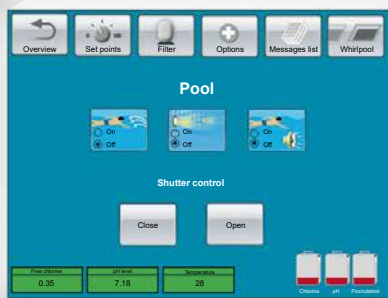 Overview Set points Filter Options Messages list Whirlpool
Pool
On On On
Off Off Off
Shutter control
Close Open
Free chlorine pH level Temperature
0.35 7.18 28
Chlorine pH Flocculation